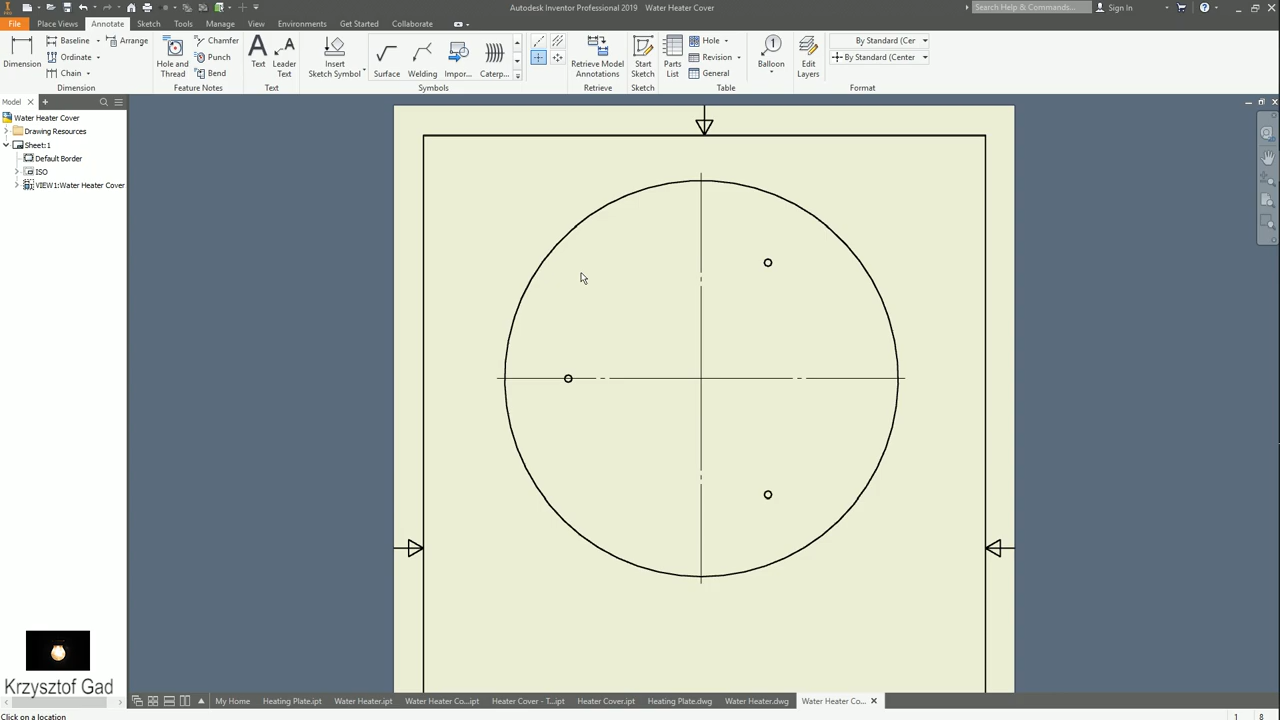 Autodesk Inventor Professional 2019 Water Heater Cover
Search Help & Commands... Sign In
File Place Views Annotate Sketch Tools Manage View Environments Get Started Collaborate
Dimension
Baseline
Ordinate
Chain
Arrange
Dimension
Hole and Thread
Chamfer
Punch
Bend
Feature Notes
Text
Leader Text
Text
Insert Sketch Symbol
Surface
Welding
Impor...
Caterp...
Symbols
Retrieve Model Annotations
Retrieve
Start Sketch
Sketch
Parts List
Hole
Revision
General
Table
Balloon
Edit Layers
By Standard (Cer
By Standard (Center
Format
Model
Water Heater Cover
Drawing Resources
Sheet:1
Default Border
ISO
VIEW1:Water Heater Cover
Krzysztof Gad
My Home Heating Plate.ipt Water Heater.ipt Water Heater Co...ipt Heater Cover - T...ipt Heater Cover.ipt Heating Plate.dwg Water Heater.dwg Water Heater Co...
Click on a location 1 8